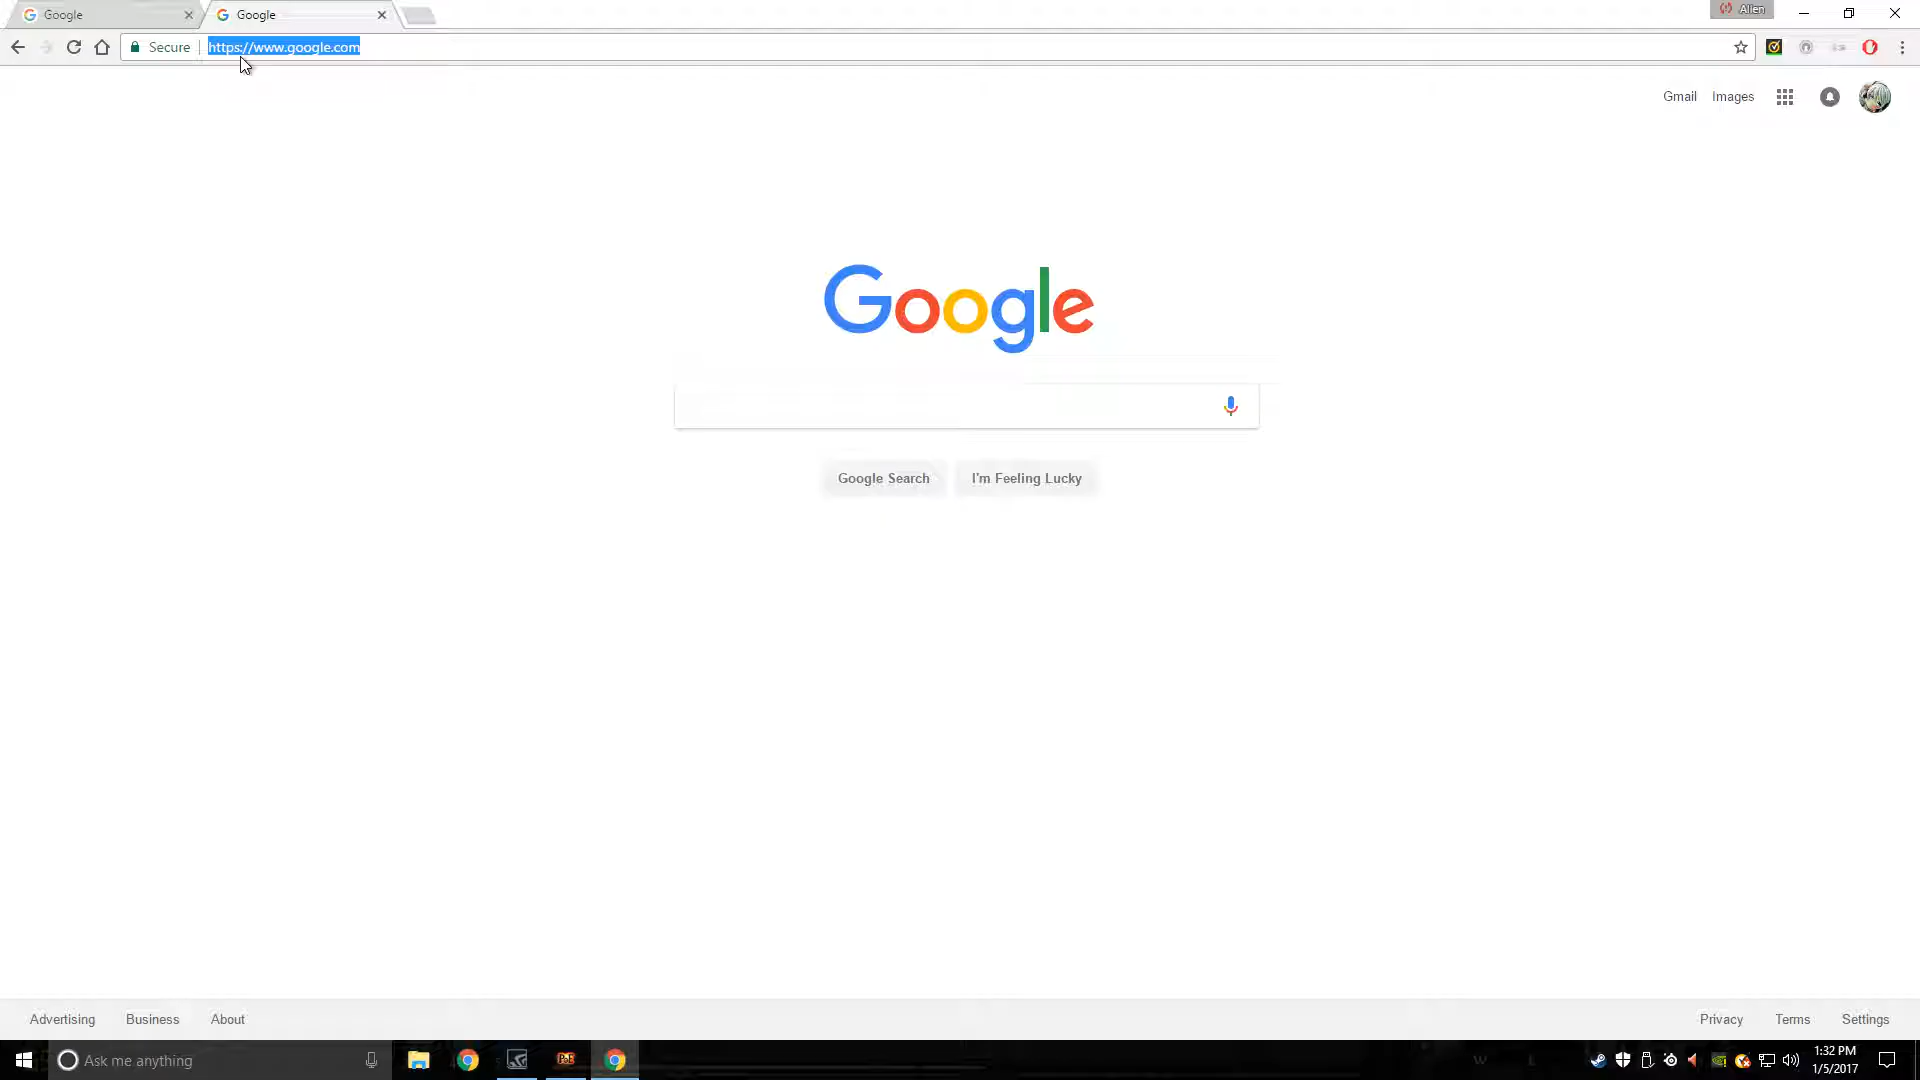 Google
Google
Allen
Secure
https://www.google.com
Gmail
Images
Google
Google Search
I'm Feeling Lucky
Advertising
Business
About
Privacy
Terms
Settings
Ask me anything
1:32 PM
1/5/2017